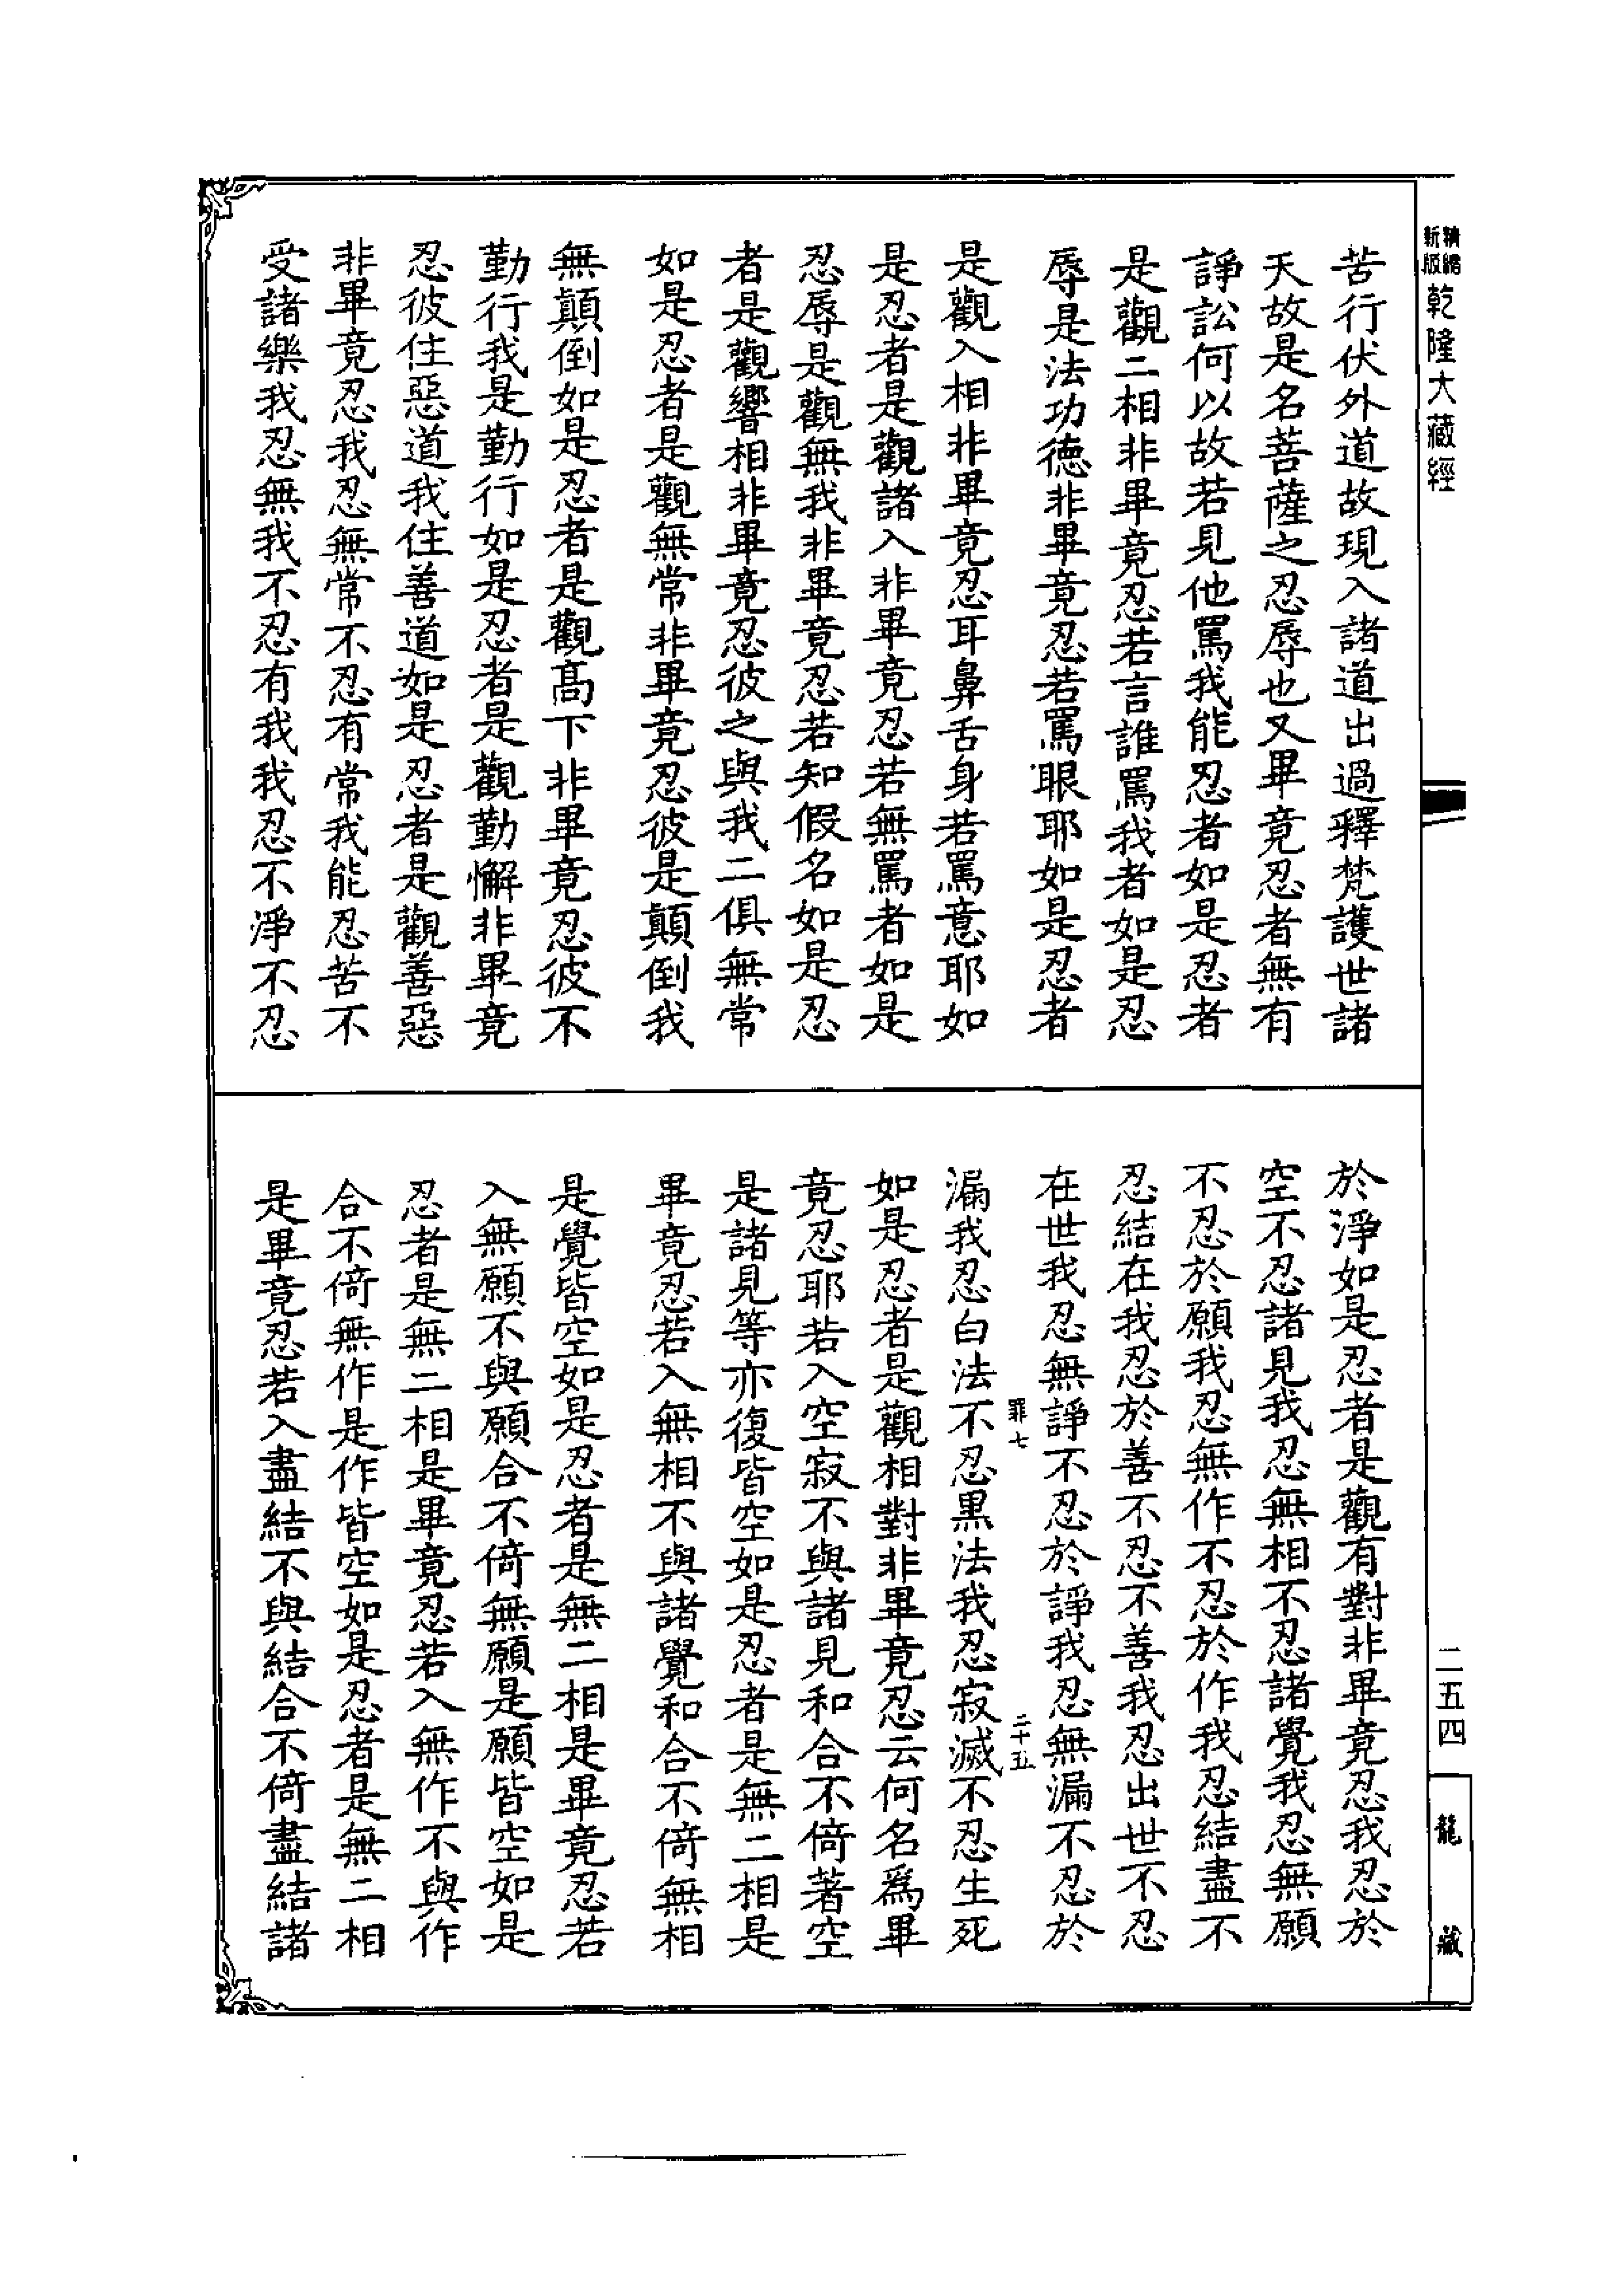 精縮
新版
乾隆大藏經
苦行伏外道故現入諸道出過釋梵護世諸
天故是名菩薩之忍辱也又畢竟忍者無有
諍訟何以故若見他罵我能忍者如是忍者
是觀二相非畢竟忍若言誰罵我者如是忍
辱是法功德非畢竟忍若罵眼耶如是忍者
是觀入相非畢竟忍耳鼻舌身若罵意耶如
是忍者是觀諸入非畢竟忍若無罵者如是
忍辱是觀無我非畢竟忍若知假名如是忍
者是觀響相非畢竟忍彼之與我二俱無常
如是忍者是觀無常非畢竟忍彼是顛倒我
無顛倒如是忍者是觀高下非畢竟忍彼不
勤行我是勤行如是忍者是觀勤懈非畢竟
忍彼住惡道我住善道如是忍者是觀善惡
非畢竟忍我忍無常不忍有常我能忍苦不
受諸樂我忍無我不忍有我我忍不淨不忍
於淨如是忍者是觀有對非畢竟忍我忍於
空不忍諸見我忍無相不忍諸覺我忍無願
不忍於願我忍無作不忍於作我忍結盡不
忍結在我忍於善不忍不善我忍出世不忍
在世我忍無諍不忍於諍我忍無漏不忍於
罪七
二十五
漏我忍白法不忍黑法我忍寂滅不忍生死
如是忍者是觀相對非畢竟忍云何名爲畢
竟忍耶若入空寂不與諸見和合不倚著空
是諸見等亦復皆空如是忍者是無二相是
畢竟忍若入無相不與諸覺和合不倚無相
是覺皆空如是忍者是無二相是畢竟忍若
入無願不與願合不倚無願是願皆空如是
忍者是無二相是畢竟忍若入無作不與作
合不倚無作是作皆空如是忍者是無二相
是畢竟忍若入盡結不與結合不倚盡結諸
二五四
龍藏